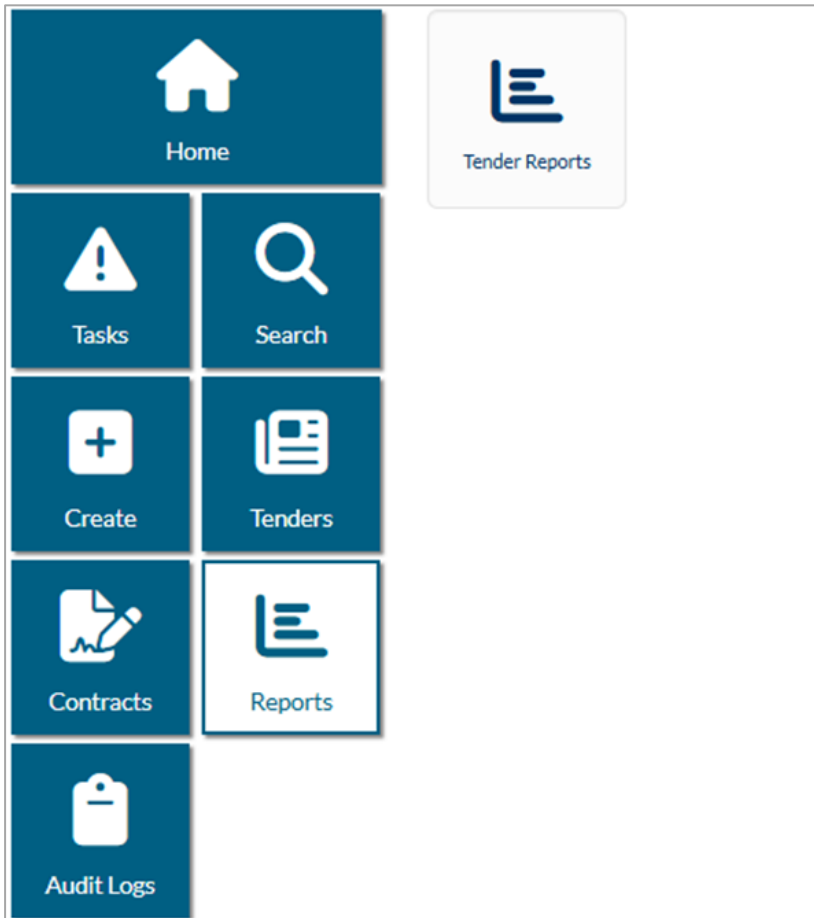 Home
Tender Reports
Tasks
Search
Create
Tenders
Contracts
Reports
Audit Logs